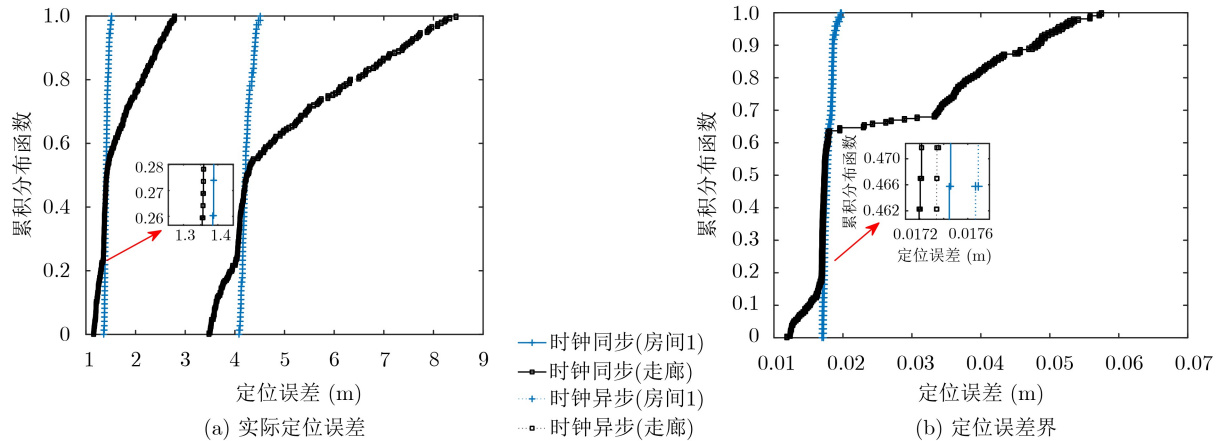 累积分布函数
1.0
0.8
0.6
0.4
0.2
0
0.28
0.27
0.26
1.3 1.4
1 2 3 4 5 6 7 8 9
定位误差 (m)
(a) 实际定位误差
时钟同步(房间1)
时钟同步(走廊)
时钟异步(房间1)
时钟异步(走廊)
累积分布函数
1.0
0.9
0.8
0.7
0.6
0.5
0.4
0.3
0.2
0.1
0
累积分布函数
0.470
0.466
0.462
0.0172 0.0176
定位误差 (m)
0.01 0.02 0.03 0.04 0.05 0.06 0.07
定位误差 (m)
(b) 定位误差界